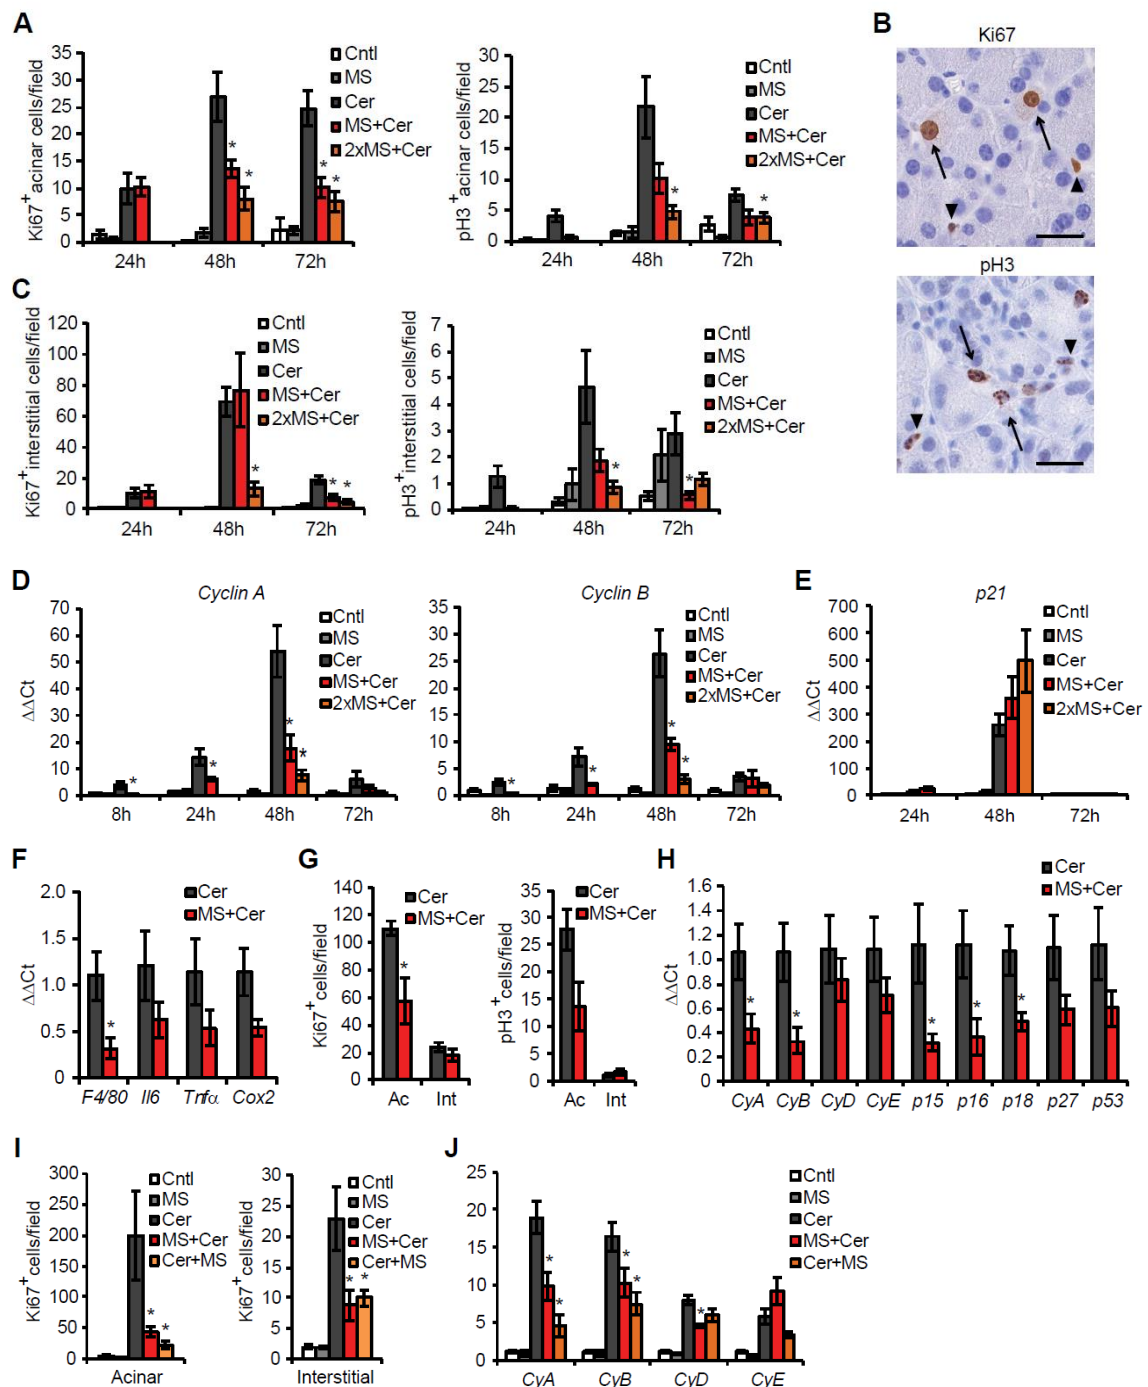 A
Ki67+ acinar cells/field
35
30
25
20
15
10
5
0
24h 48h 72h
Cntl
MS
Cer
MS+Cer
2xMS+Cer
* * * *
pH3+ acinar cells/field
30
25
20
15
10
5
0
24h 48h 72h
Cntl
MS
Cer
MS+Cer
2xMS+Cer
* *
B
Ki67
pH3
C
Ki67+ interstitial cells/field
120
100
80
60
40
20
0
24h 48h 72h
Cntl
MS
Cer
MS+Cer
2xMS+Cer
* * *
pH3+ interstitial cells/field
7
6
5
4
3
2
1
0
24h 48h 72h
Cntl
MS
Cer
MS+Cer
2xMS+Cer
* *
D
Cyclin A
ΔΔCt
70
60
50
40
30
20
10
0
8h 24h 48h 72h
Cntl
MS
Cer
MS+Cer
2xMS+Cer
* * * *
Cyclin B
35
30
25
20
15
10
5
0
8h 24h 48h 72h
Cntl
MS
Cer
MS+Cer
2xMS+Cer
* * * *
E
p21
ΔΔCt
700
600
500
400
300
200
100
0
24h 48h 72h
Cntl
MS
Cer
MS+Cer
2xMS+Cer
F
ΔΔCt
2.0
1.5
1.0
0.5
0
F4/80 Il6 Tnfα Cox2
Cer
MS+Cer
*
G
Ki67+ cells/field
140
120
100
80
60
40
20
0
Ac Int
Cer
MS+Cer
*
pH3+ cells/field
35
30
25
20
15
10
5
0
Ac Int
Cer
MS+Cer
H
ΔΔCt
1.6
1.4
1.2
1.0
0.8
0.6
0.4
0.2
0
CyA CyB CyD CyE p15 p16 p18 p27 p53
Cer
MS+Cer
* * * * *
I
Ki67+ cells/field
300
250
200
150
100
50
0
Acinar
Cntl
MS
Cer
MS+Cer
Cer+MS
* *
Ki67+ cells/field
30
25
20
15
10
5
0
Interstitial
Cntl
MS
Cer
MS+Cer
Cer+MS
* *
J
25
20
15
10
5
0
CyA CyB CyD CyE
Cntl
MS
Cer
MS+Cer
Cer+MS
* * * * *